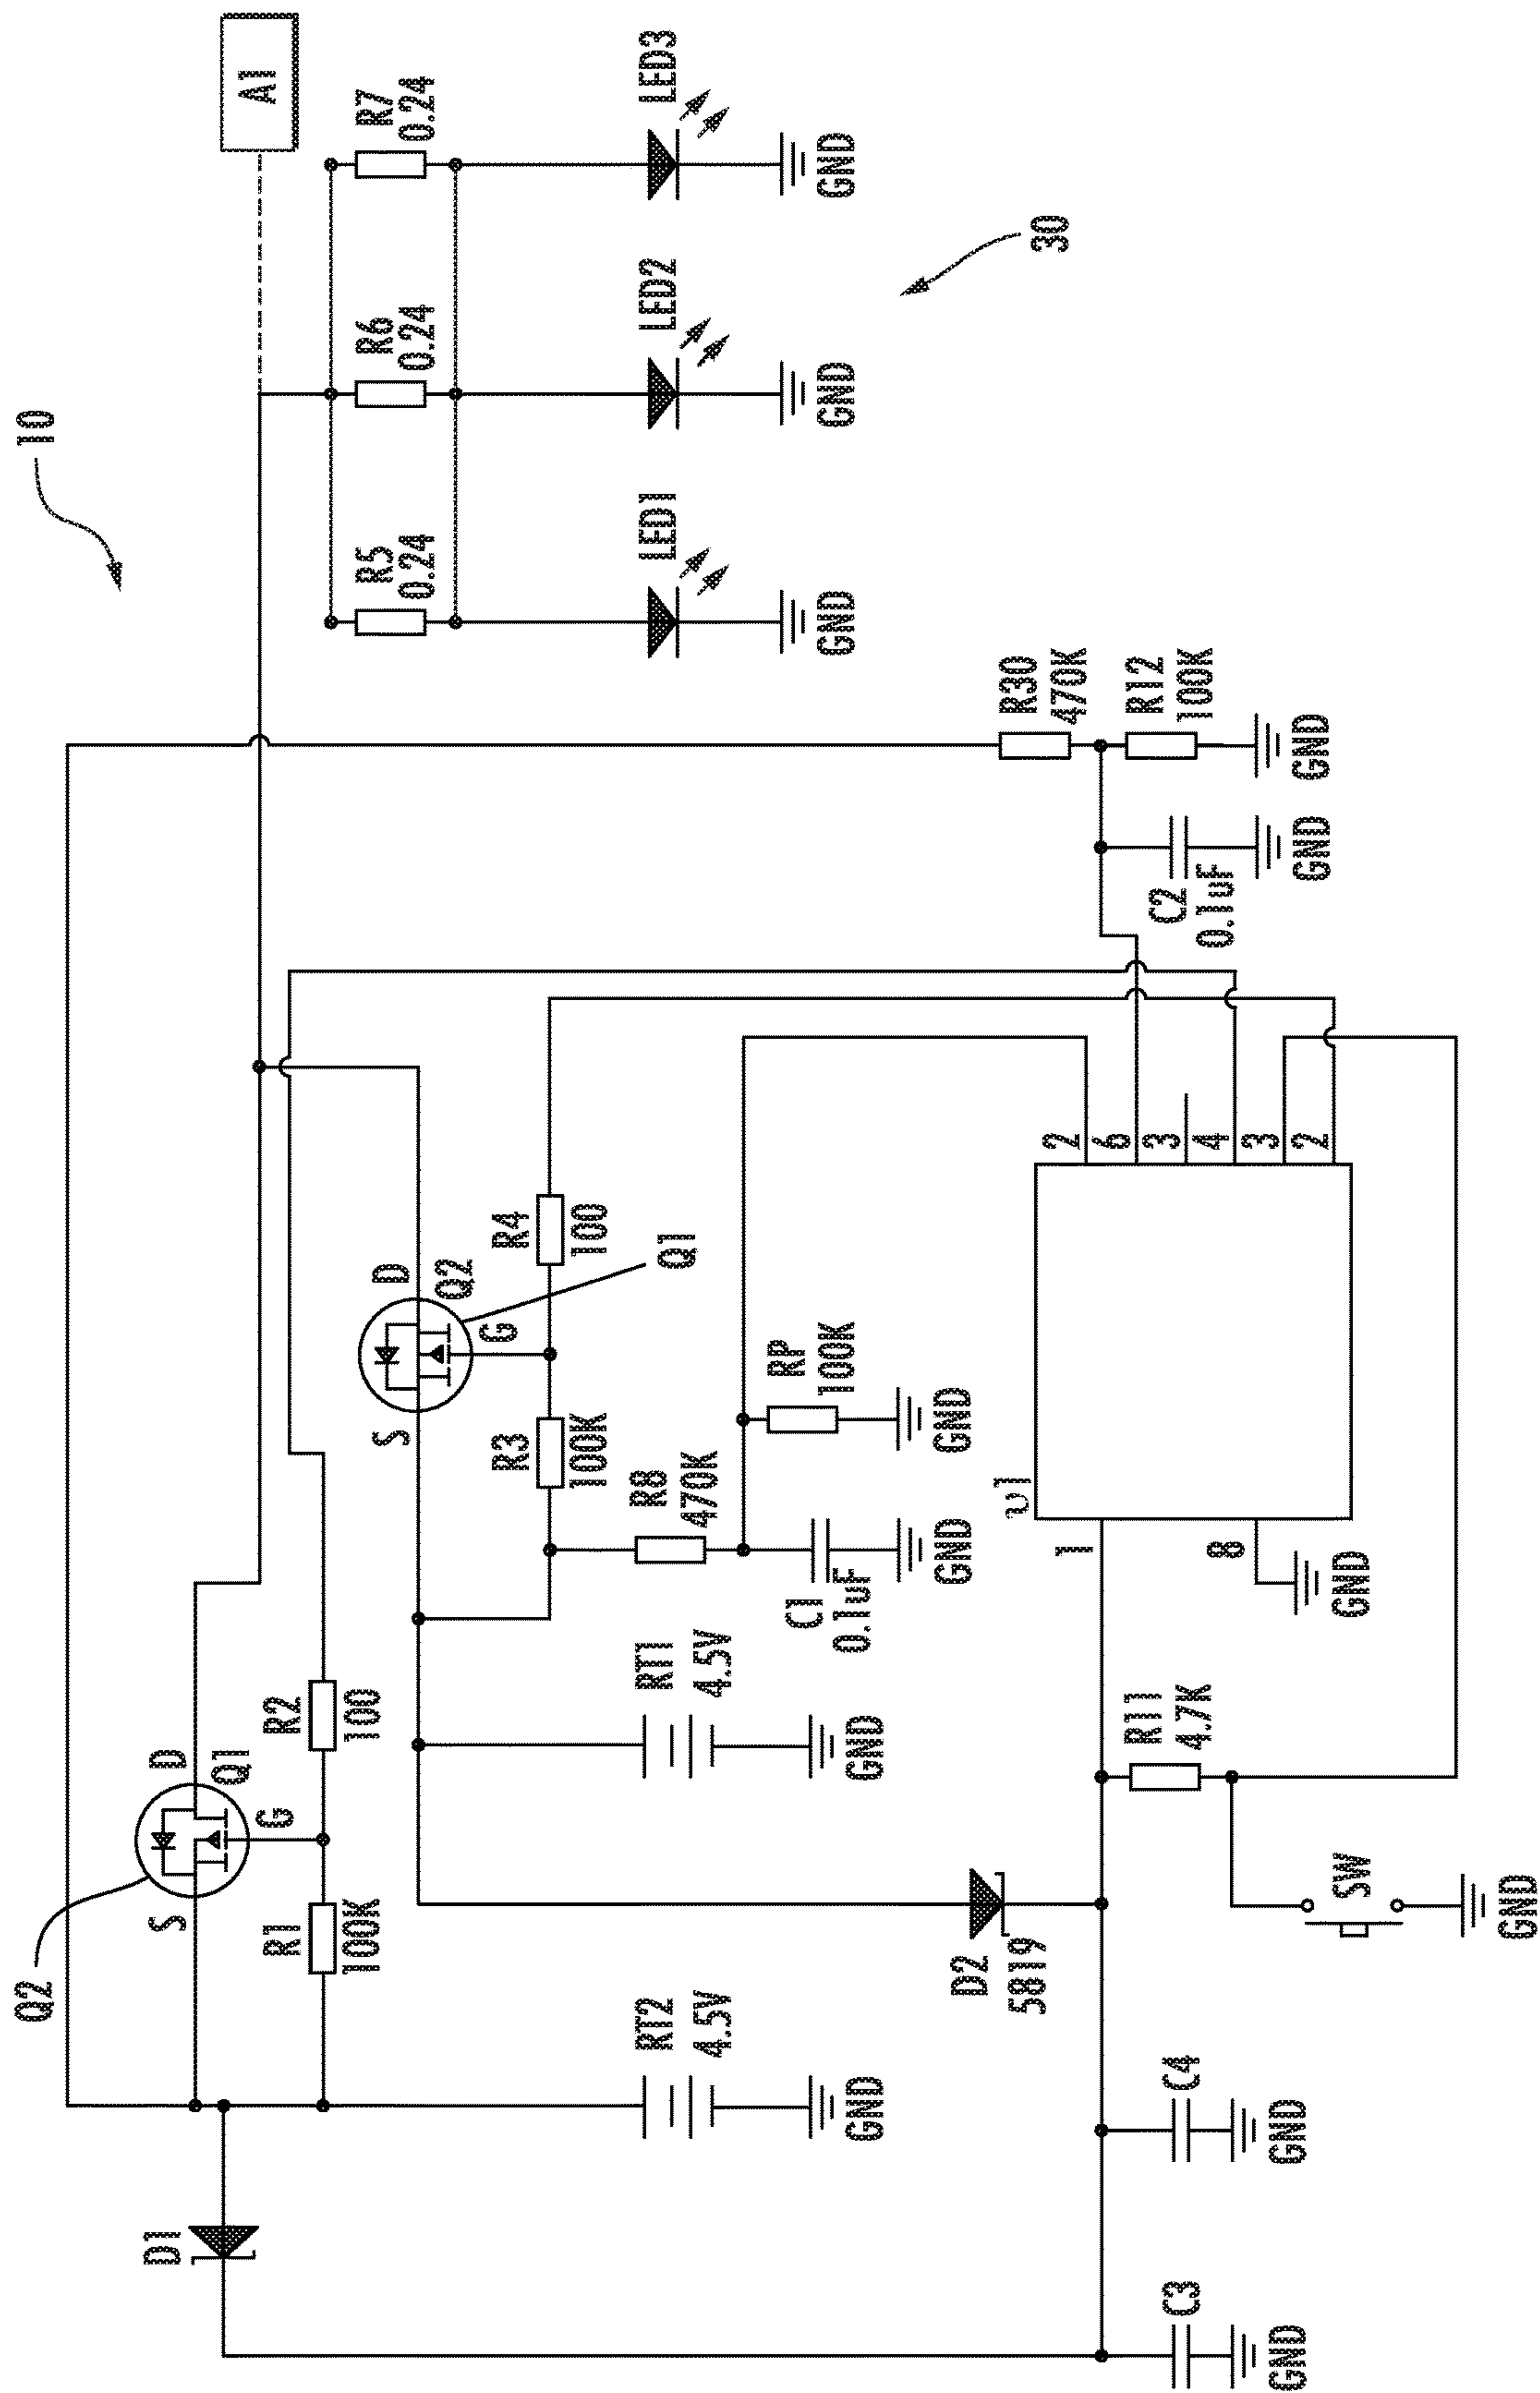 10
A1
R5
0.24
R6
0.24
R7
0.24
LED1
LED2
LED3
GND
GND
GND
30
Q2
S
D
Q1
G
R1
100K
R2
100
D1
S
D
Q2
G
Q1
R3
100K
R4
100
RT2
4.5V
GND
RT1
4.5V
GND
R8
470K
RP
100K
C1
0.1uF
GND
GND
D2
5819
R30
470K
R12
100K
GND
C2
0.1uF
GND
1
8
GND
2
6
3
4
3
2
R11
4.7K
SW
GND
C3
GND
C4
GND